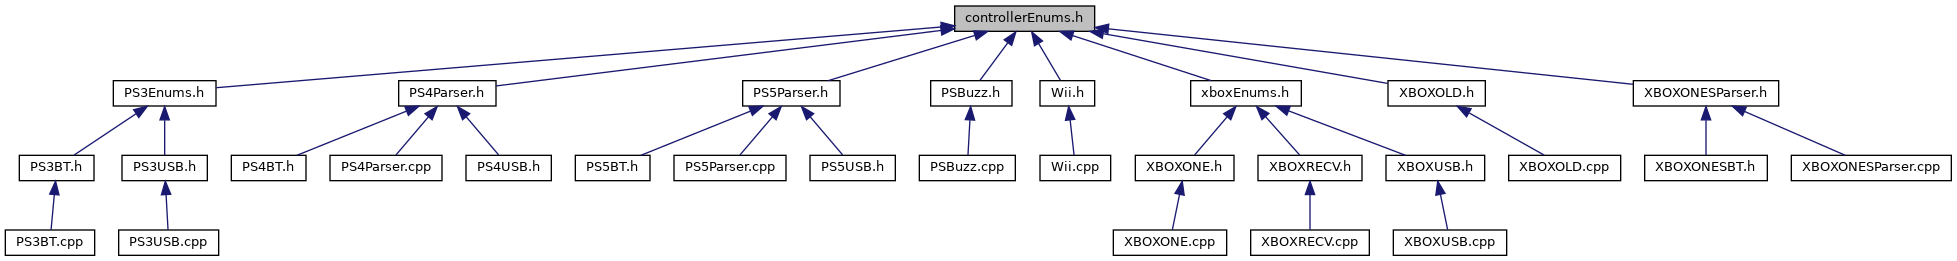 controllerEnums.h
PS3Enums.h
PS4Parser.h
PS5Parser.h
PSBuzz.h
Wii.h
xboxEnums.h
XBOXOLD.h
XBOXONESParser.h
PS3BT.h
PS3USB.h
PS4BT.h
PS4Parser.cpp
PS4USB.h
PS5BT.h
PS5Parser.cpp
PS5USB.h
PSBuzz.cpp
Wii.cpp
XBOXONE.h
XBOXRECV.h
XBOXUSB.h
XBOXOLD.cpp
XBOXONESBT.h
XBOXONESParser.cpp
PS3BT.cpp
PS3USB.cpp
XBOXONE.cpp
XBOXRECV.cpp
XBOXUSB.cpp